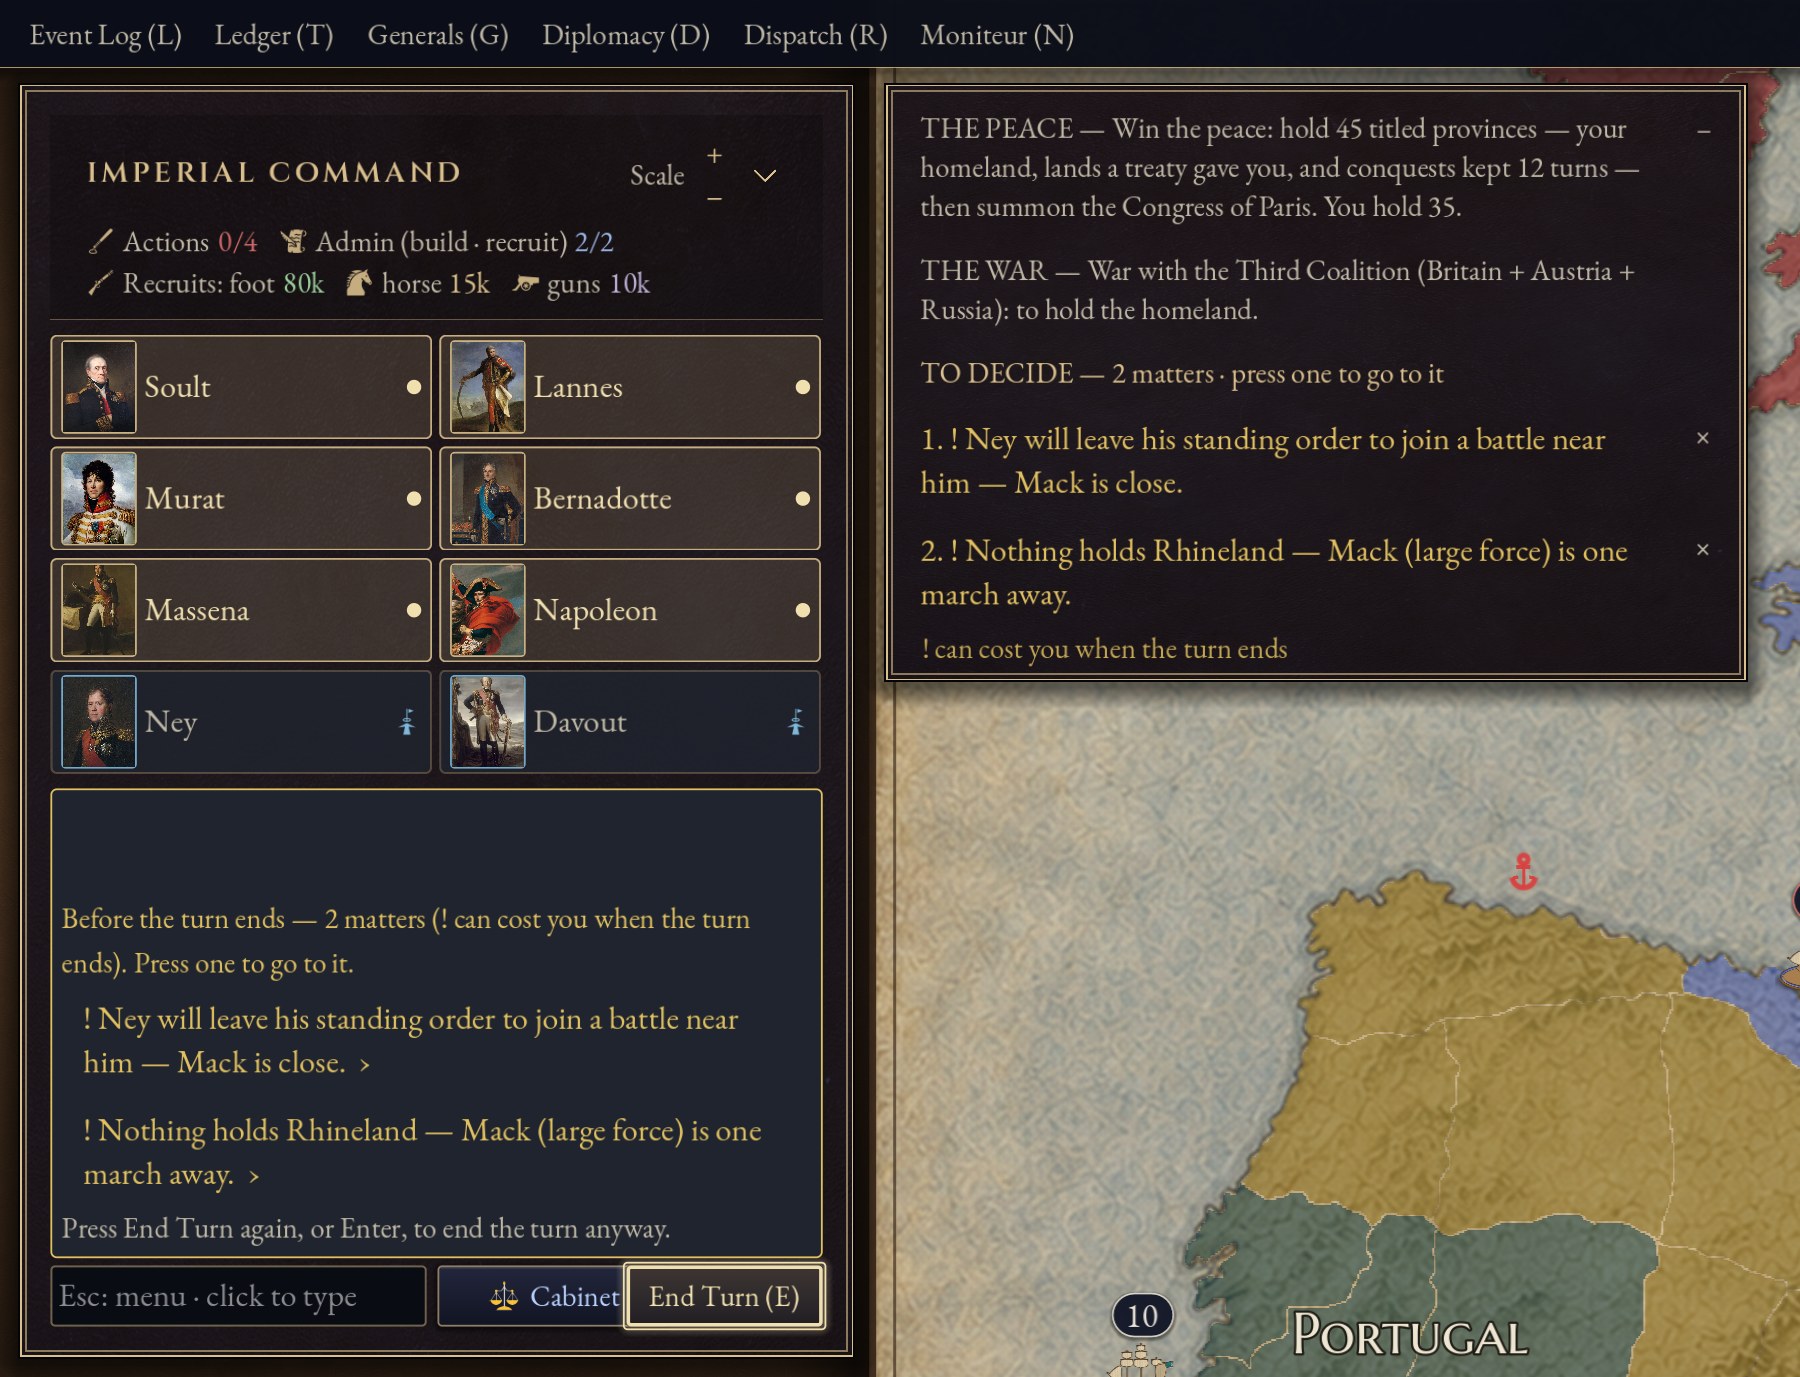 Event Log (L) Ledger (T) Generals (G) Diplomacy (D) Dispatch (R) Moniteur (N)
IMPERIAL COMMAND
Scale + −
Actions 0/4 Admin (build · recruit) 2/2
Recruits: foot 80k horse 15k guns 10k
Soult Lannes
Murat Bernadotte
Massena Napoleon
Ney Davout
Before the turn ends — 2 matters (! can cost you when the turn
ends). Press one to go to it.
! Ney will leave his standing order to join a battle near
him — Mack is close. ›
! Nothing holds Rhineland — Mack (large force) is one
march away. ›
Press End Turn again, or Enter, to end the turn anyway.
Esc: menu · click to type
Cabinet
End Turn (E)
THE PEACE — Win the peace: hold 45 titled provinces — your –
homeland, lands a treaty gave you, and conquests kept 12 turns —
then summon the Congress of Paris. You hold 35.
THE WAR — War with the Third Coalition (Britain + Austria +
Russia): to hold the homeland.
TO DECIDE — 2 matters · press one to go to it
1. ! Ney will leave his standing order to join a battle near ×
him — Mack is close.
2. ! Nothing holds Rhineland — Mack (large force) is one ×
march away.
! can cost you when the turn ends
10
PORTUGAL